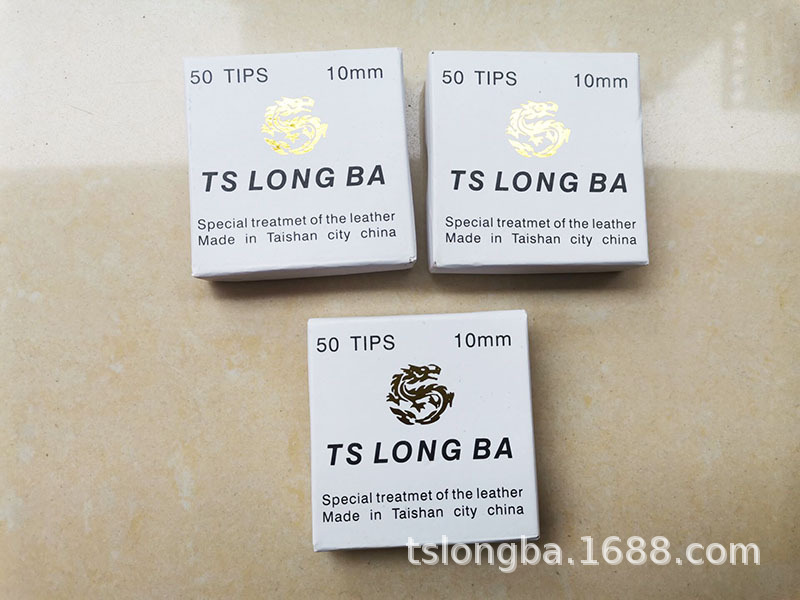 50 TIPS 10mm
TS LONG BA
Special treatmet of the leather
Made in Taishan city china
50 TIPS 10mm
TS LONG BA
Special treatmet of the leather
Made in Taishan city china
50 TIPS 10mm
TS LONG BA
Special treatmet of the leather
Made in Taishan city china
tslongba.1688.com